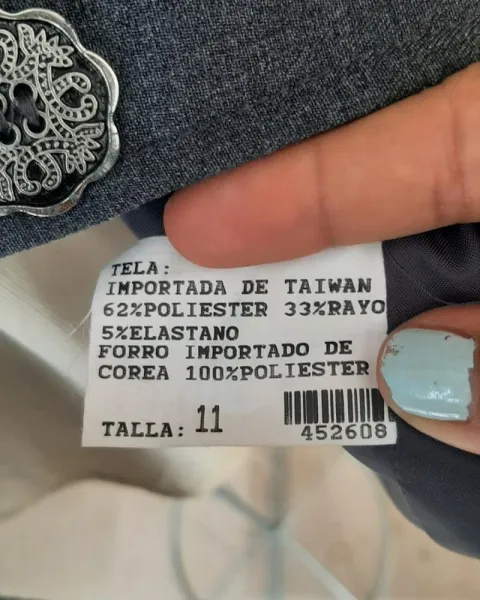 TELA:
IMPORTADA DE TAIWAN
62%POLIESTER 33%RAYO
5%ELASTANO
FORRO IMPORTADO DE
COREA 100%POLIESTER
TALLA: 11
452608